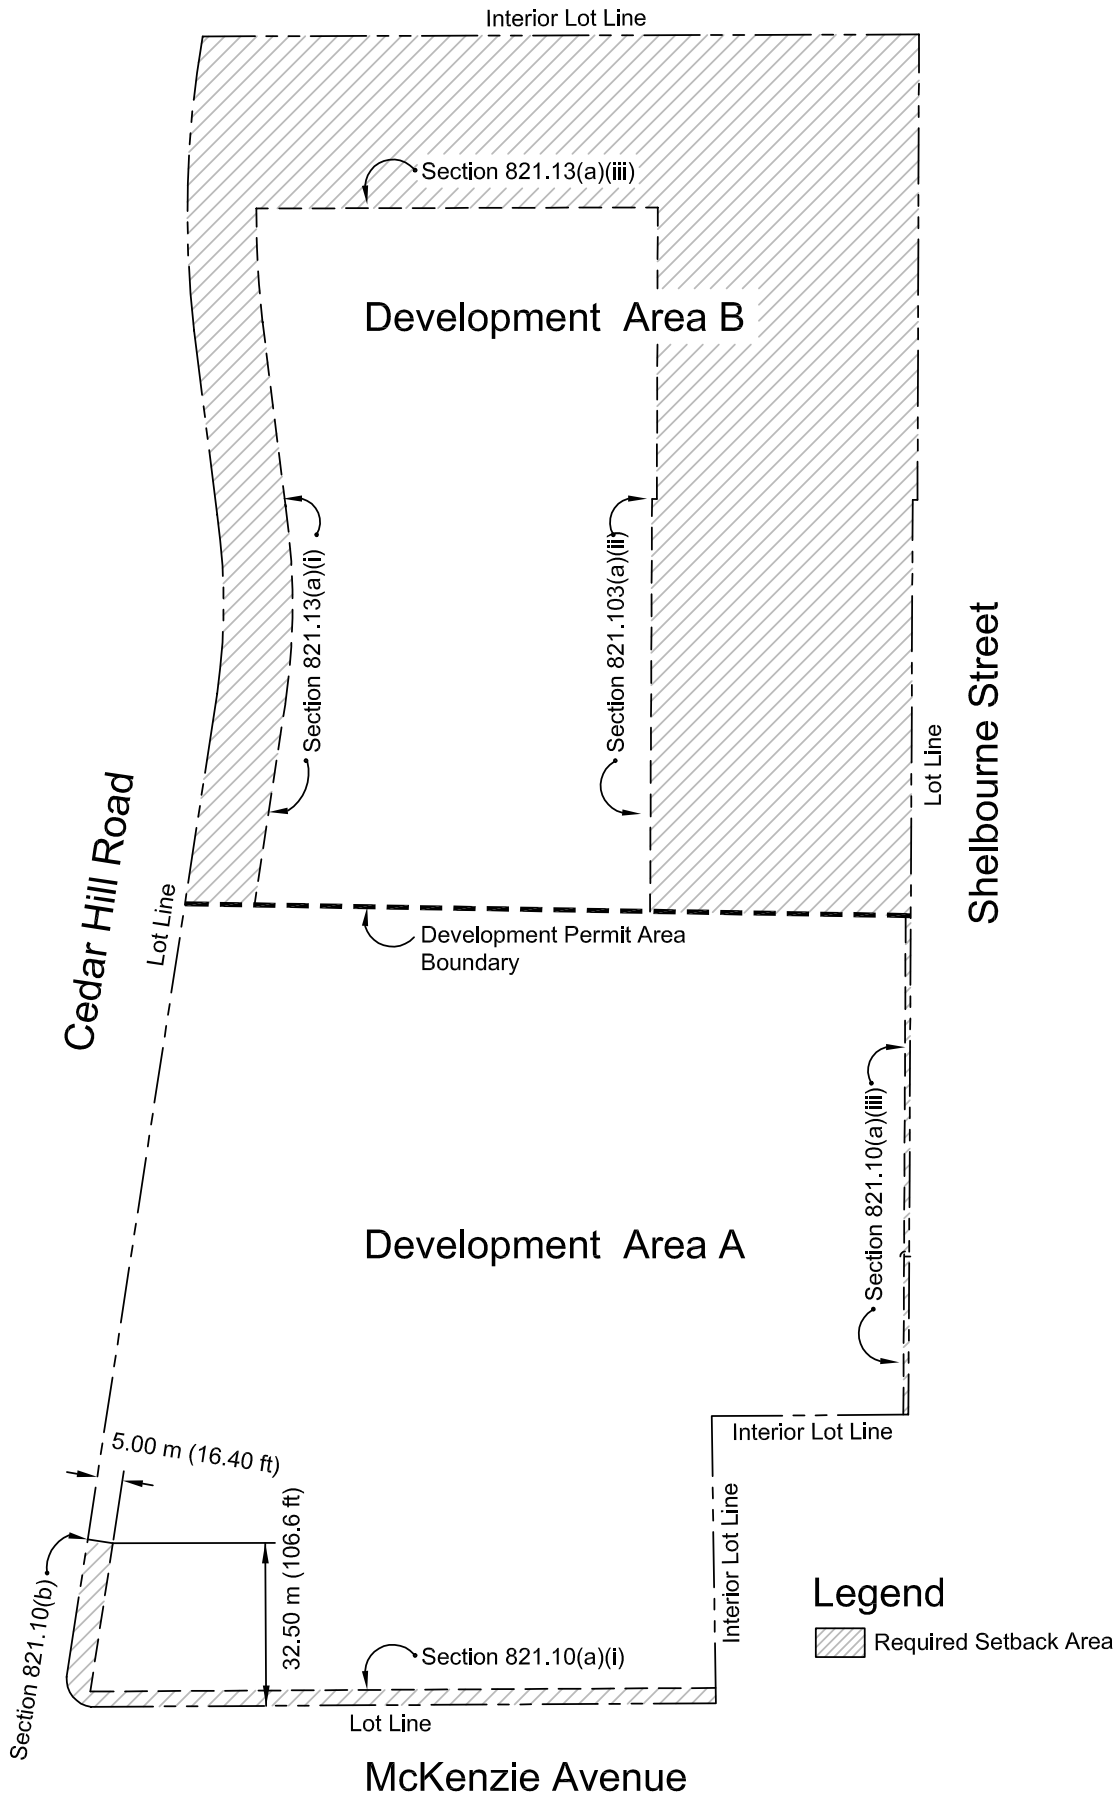 Interior Lot Line
Section 821.13(a)(iii)
Development Area B
Section 821.13(a)(i)
Section 821.103(a)(ii)
Shelbourne Street
Lot Line
Cedar Hill Road
Lot Line
Development Permit Area
Boundary
Section 821.10(a)(iii)
Development Area A
Interior Lot Line
5.00 m (16.40 ft)
32.50 m (106.6 ft)
Interior Lot Line
Section 821.10(b)
Legend
Required Setback Area
Section 821.10(a)(i)
Lot Line
McKenzie Avenue